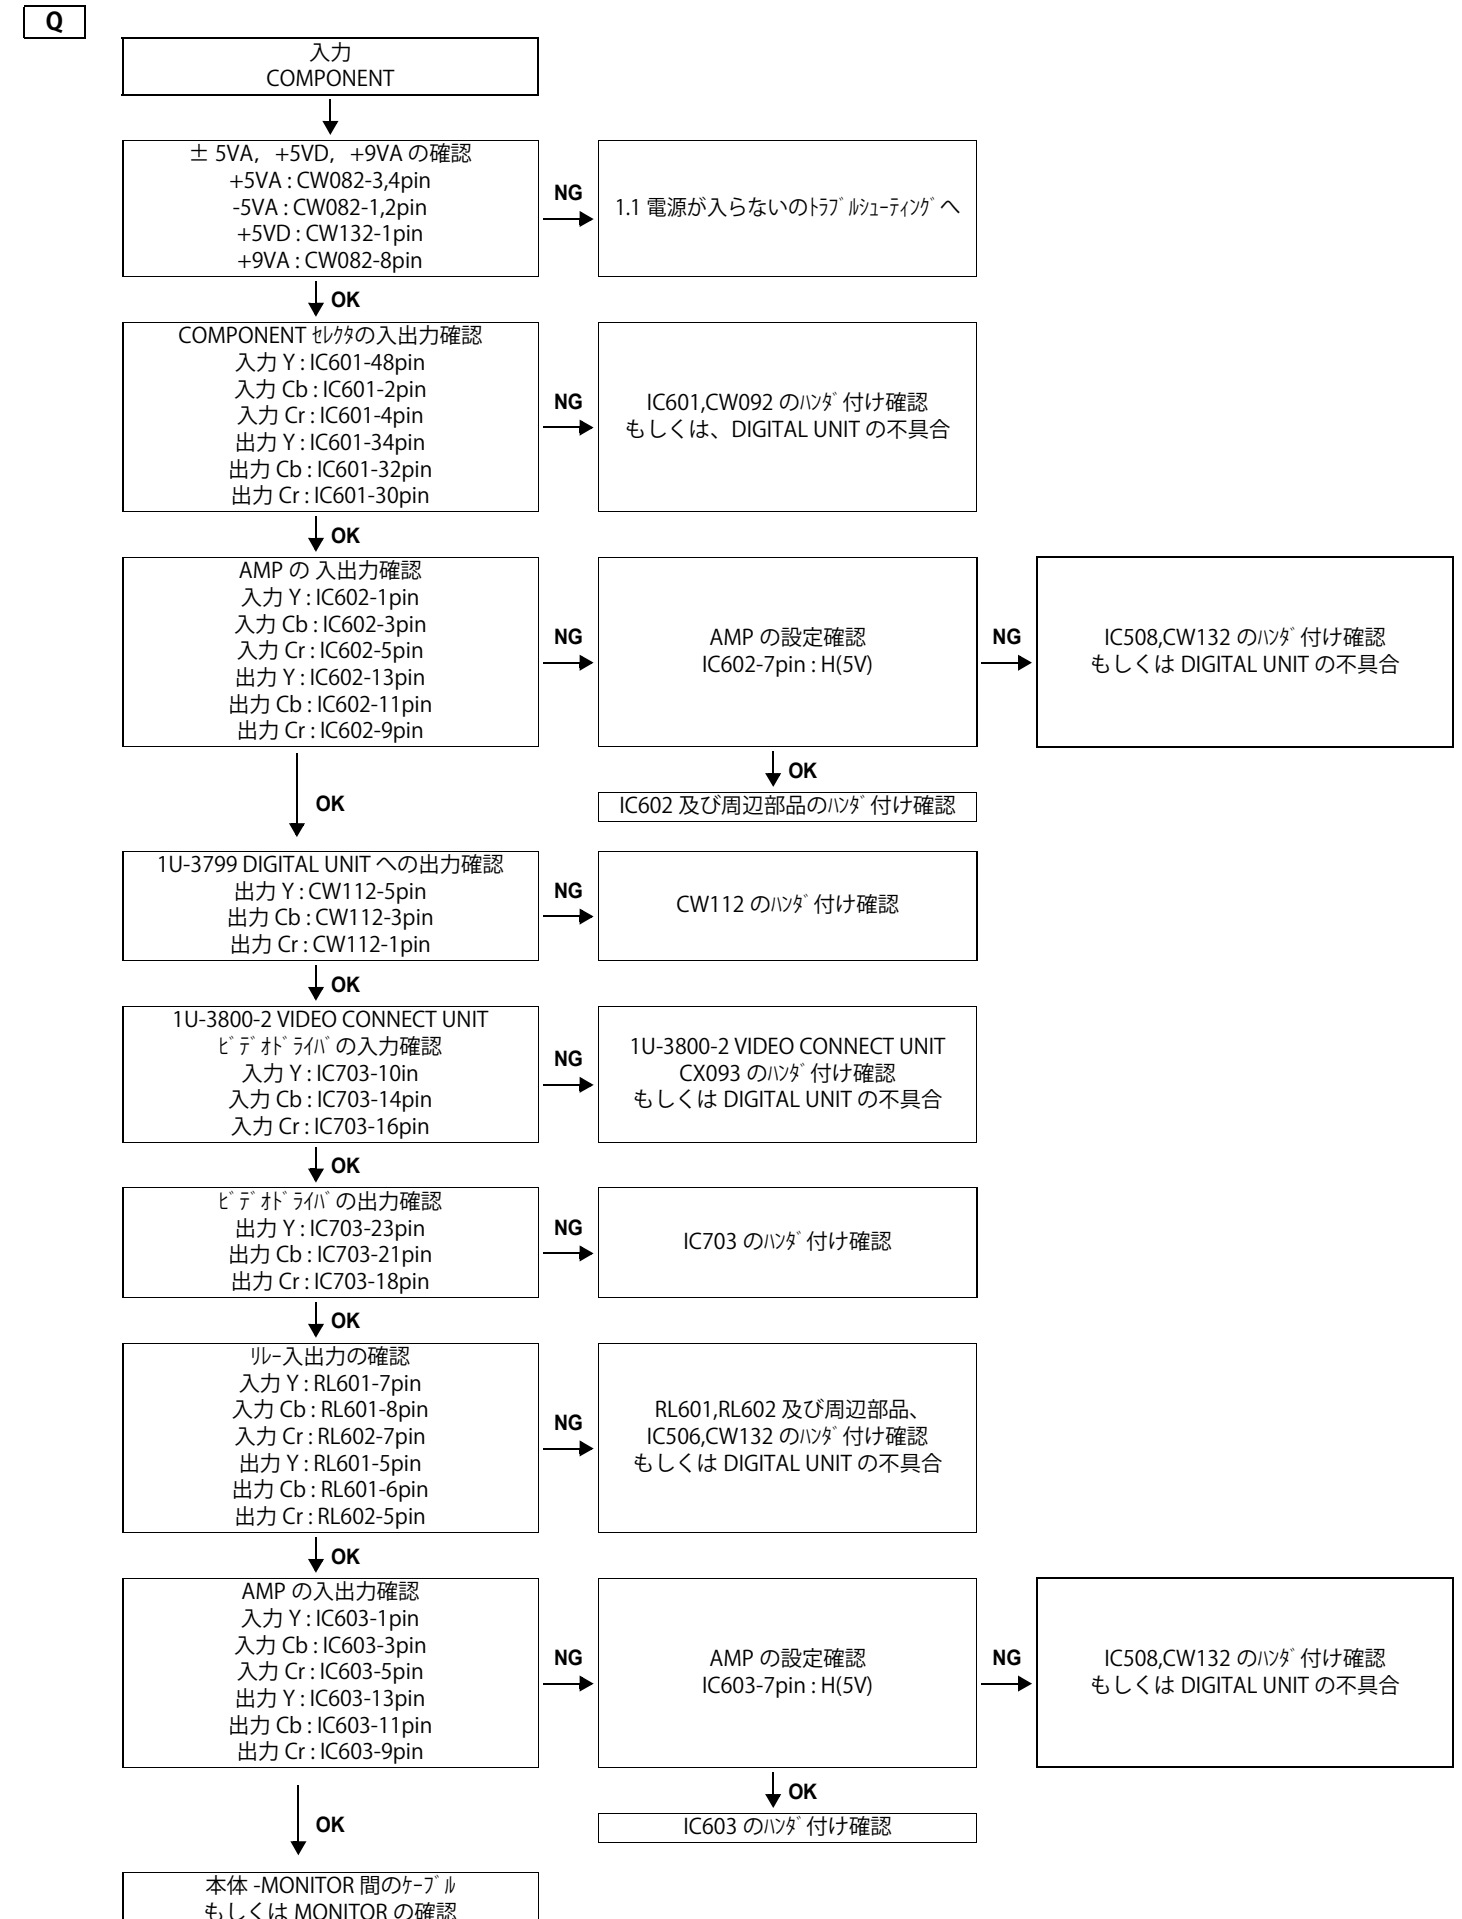 Q
入力
COMPONENT
± 5VA, +5VD, +9VA の確認
+5VA : CW082-3,4pin
-5VA : CW082-1,2pin
+5VD : CW132-1pin
+9VA : CW082-8pin
NG
1.1 電源が入らないのﾄﾗﾌﾞﾙｼｭｰﾃｨﾝｸﾞへ
OK
COMPONENT ｾﾚｸﾀの入出力確認
入力 Y : IC601-48pin
入力 Cb : IC601-2pin
入力 Cr : IC601-4pin
出力 Y : IC601-34pin
出力 Cb : IC601-32pin
出力 Cr : IC601-30pin
NG
IC601,CW092 のﾊﾝﾀﾞ付け確認
もしくは、DIGITAL UNIT の不具合
OK
AMP の 入出力確認
入力 Y : IC602-1pin
入力 Cb : IC602-3pin
入力 Cr : IC602-5pin
出力 Y : IC602-13pin
出力 Cb : IC602-11pin
出力 Cr : IC602-9pin
NG
AMP の設定確認
IC602-7pin : H(5V)
NG
IC508,CW132 のﾊﾝﾀﾞ付け確認
もしくは DIGITAL UNIT の不具合
OK
IC602 及び周辺部品のﾊﾝﾀﾞ付け確認
OK
1U-3799 DIGITAL UNIT への出力確認
出力 Y : CW112-5pin
出力 Cb : CW112-3pin
出力 Cr : CW112-1pin
NG
CW112 のﾊﾝﾀﾞ付け確認
OK
1U-3800-2 VIDEO CONNECT UNIT
ﾋﾞﾃﾞｵﾄﾞﾗｲﾊﾞの入力確認
入力 Y : IC703-10in
入力 Cb : IC703-14pin
入力 Cr : IC703-16pin
NG
1U-3800-2 VIDEO CONNECT UNIT
CX093 のﾊﾝﾀﾞ付け確認
もしくは DIGITAL UNIT の不具合
OK
ﾋﾞﾃﾞｵﾄﾞﾗｲﾊﾞの出力確認
出力 Y : IC703-23pin
出力 Cb : IC703-21pin
出力 Cr : IC703-18pin
NG
IC703 のﾊﾝﾀﾞ付け確認
OK
ﾘﾚｰ入出力の確認
入力 Y : RL601-7pin
入力 Cb : RL601-8pin
入力 Cr : RL602-7pin
出力 Y : RL601-5pin
出力 Cb : RL601-6pin
出力 Cr : RL602-5pin
NG
RL601,RL602 及び周辺部品、
IC506,CW132 のﾊﾝﾀﾞ付け確認
もしくは DIGITAL UNIT の不具合
OK
AMP の入出力確認
入力 Y : IC603-1pin
入力 Cb : IC603-3pin
入力 Cr : IC603-5pin
出力 Y : IC603-13pin
出力 Cb : IC603-11pin
出力 Cr : IC603-9pin
NG
AMP の設定確認
IC603-7pin : H(5V)
NG
IC508,CW132 のﾊﾝﾀﾞ付け確認
もしくは DIGITAL UNIT の不具合
OK
IC603 のﾊﾝﾀﾞ付け確認
OK
本体 -MONITOR 間のｹｰﾌﾞﾙ
もしくは MONITOR の確認